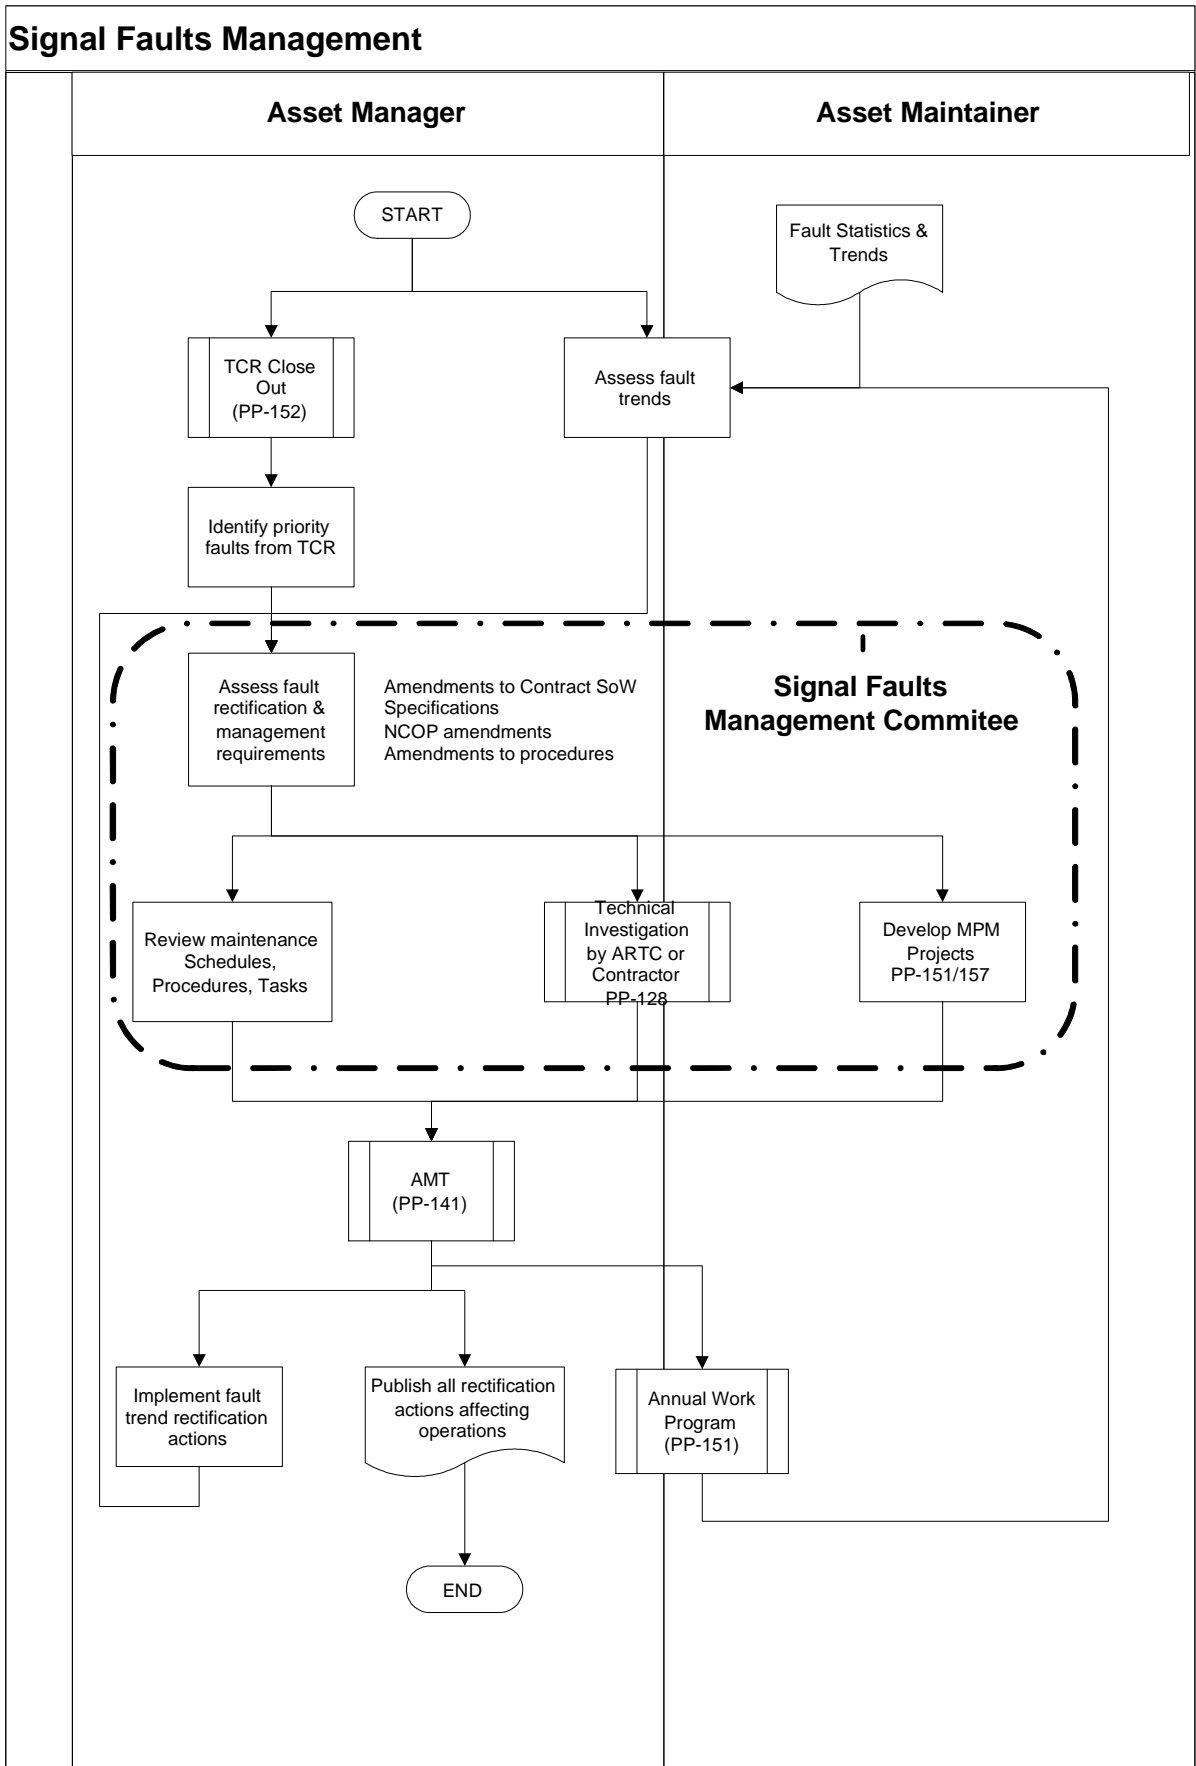 Signal Faults Management
Asset Manager
Asset Maintainer
START
Fault Statistics &
Trends
TCR Close
Out
(PP-152)
Assess fault
trends
Identify priority
faults from TCR
Assess fault
rectification &
management
requirements
Amendments to Contract SoW
Specifications
NCOP amendments
Amendments to procedures
Signal Faults
Management Commitee
Review maintenance
Schedules,
Procedures, Tasks
Technical
Investigation
by ARTC or
Contractor
PP-128
Develop MPM
Projects
PP-151/157
AMT
(PP-141)
Implement fault
trend rectification
actions
Publish all rectification
actions affecting
operations
Annual Work
Program
(PP-151)
END